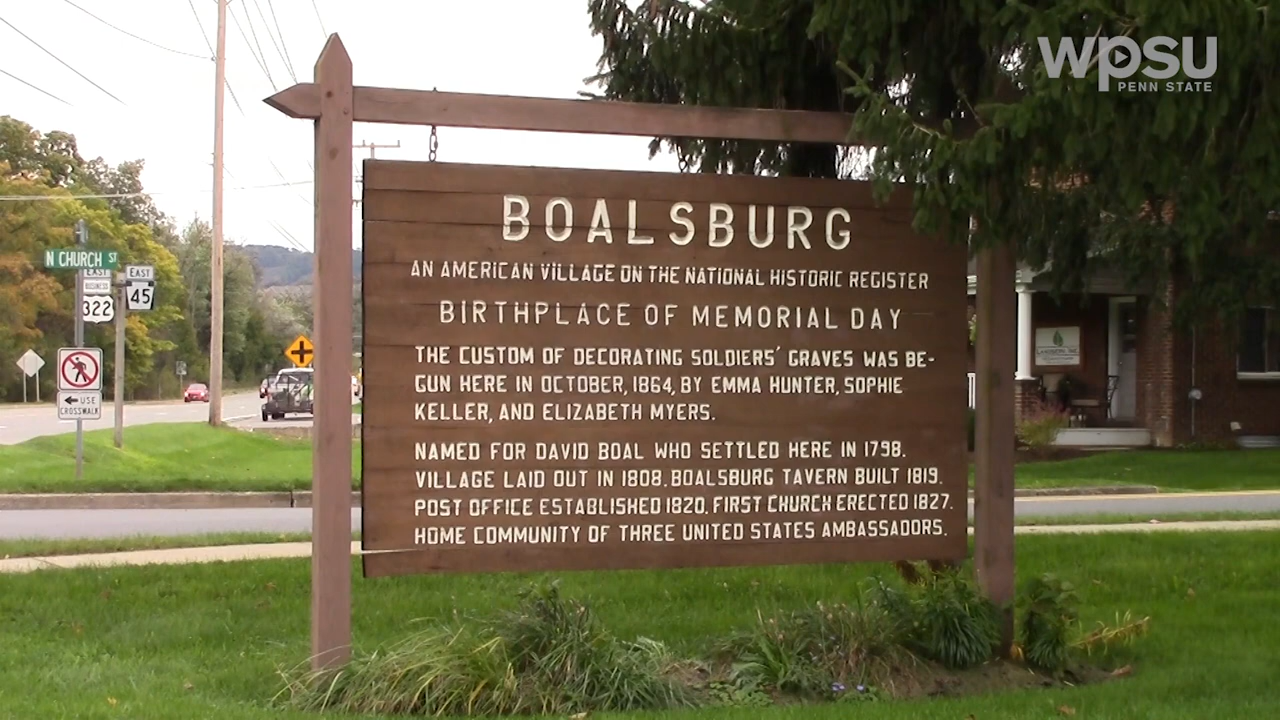 wpsu
PENN STATE
BOALSBURG
AN AMERICAN VILLAGE ON THE NATIONAL HISTORIC REGISTER
BIRTHPLACE OF MEMORIAL DAY
THE CUSTOM OF DECORATING SOLDIERS' GRAVES WAS BE-
GUN HERE IN OCTOBER, 1864, BY EMMA HUNTER, SOPHIE
KELLER, AND ELIZABETH MYERS.
NAMED FOR DAVID BOAL WHO SETTLED HERE IN 1798.
VILLAGE LAID OUT IN 1808. BOALSBURG TAVERN BUILT 1819.
POST OFFICE ESTABLISHED 1820. FIRST CHURCH ERECTED 1827.
HOME COMMUNITY OF THREE UNITED STATES AMBASSADORS.
N CHURCH ST
EAST
BUSINESS
322
EAST
45
USE
CROSSWALK